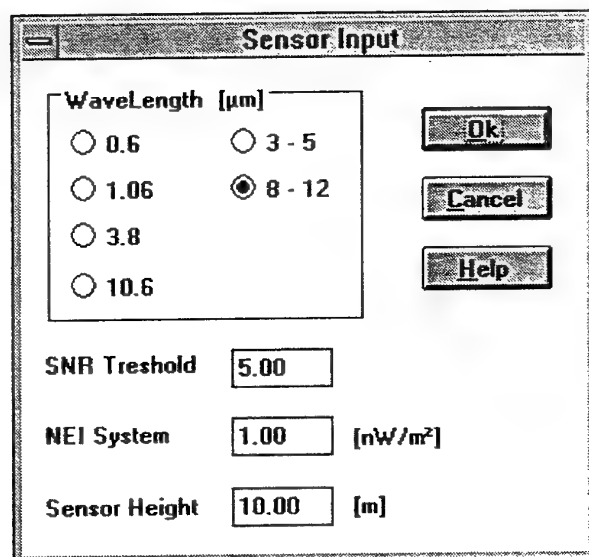 Sensor Input
WaveLength [µm]
0.6
3 - 5
1.06
8 - 12
3.8
10.6
Ok
Cancel
Help
SNR Treshold 5.00
NEI System 1.00 [nW/m²]
Sensor Height 10.00 [m]